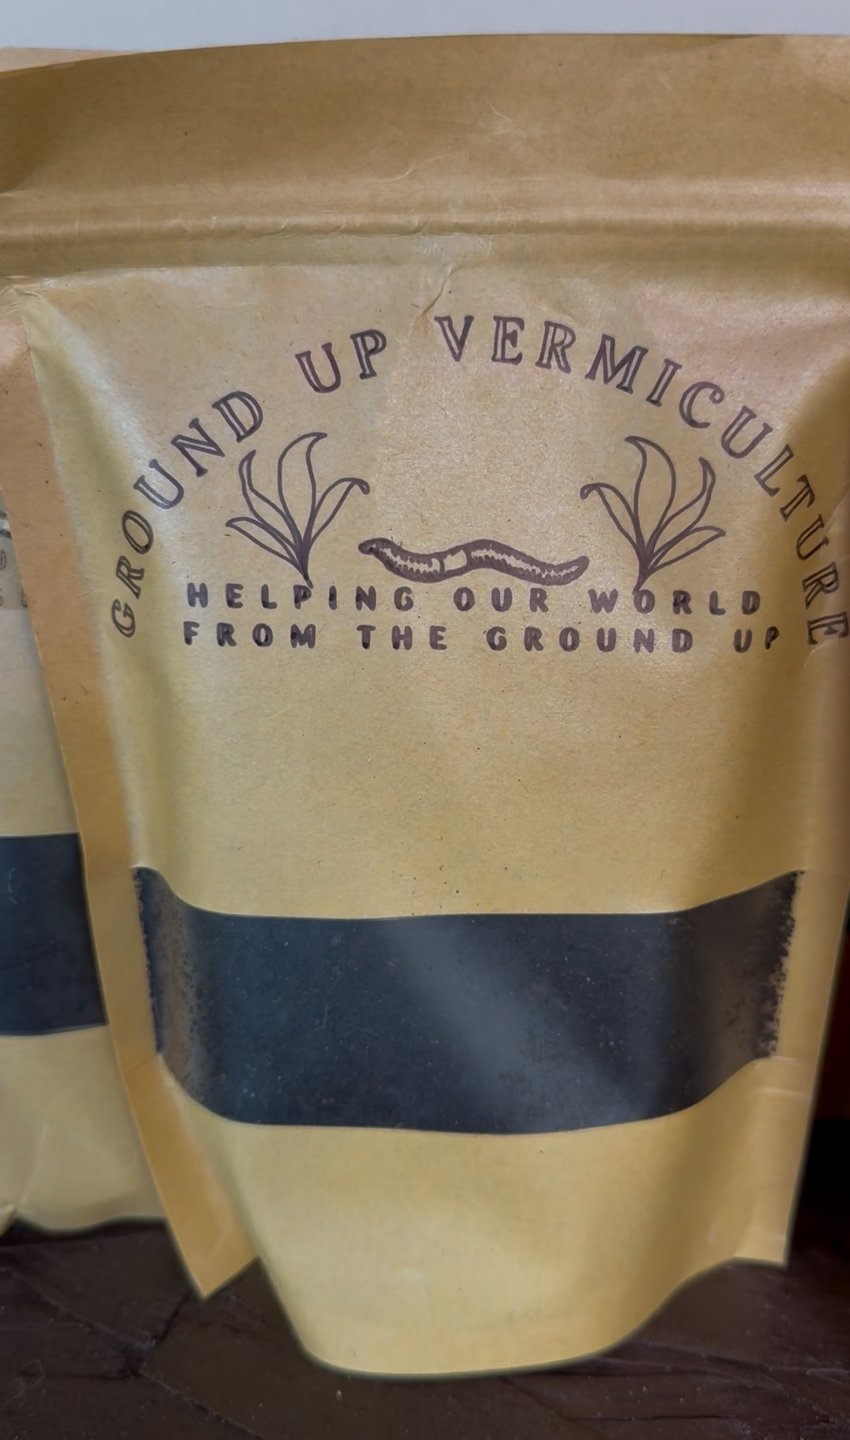 GROUND UP VERMICULTURE
HELPING OUR WORLD
FROM THE GROUND UP